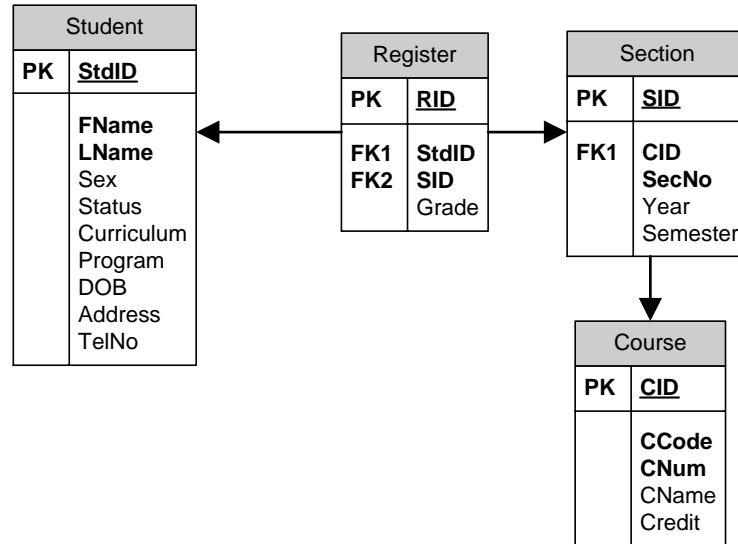 Student
PK StdID
FName
LName
Sex
Status
Curriculum
Program
DOB
Address
TelNo
Register
PK RID
FK1 StdID
FK2 SID
Grade
Section
PK SID
FK1 CID
SecNo
Year
Semester
Course
PK CID
CCode
CNum
CName
Credit